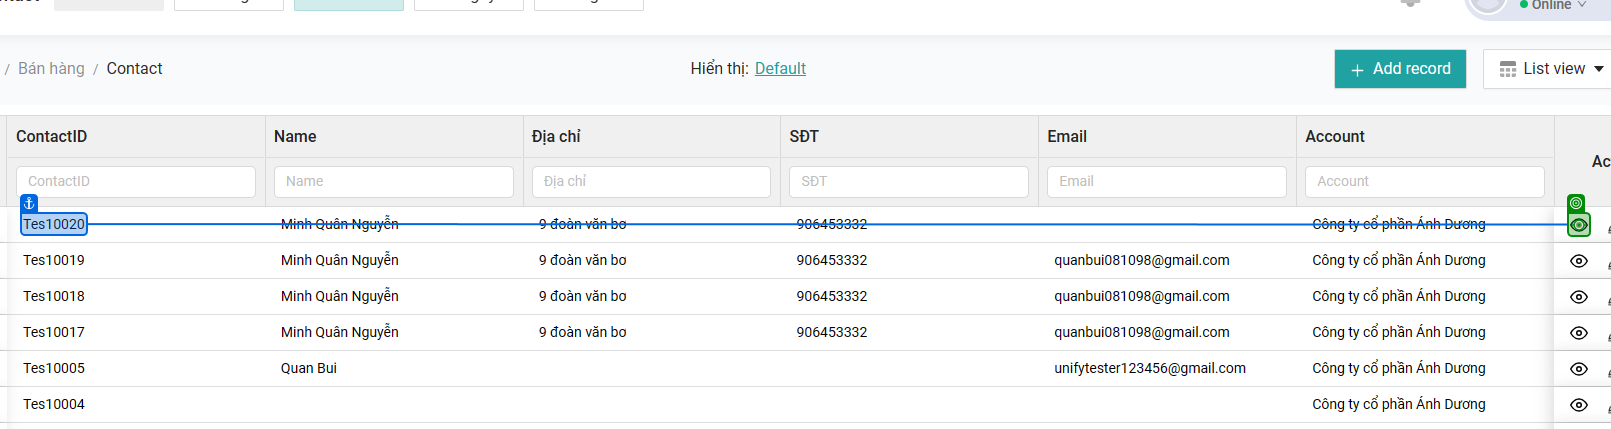 Online
/ Bán hàng / Contact
Hiển thị: Default
+ Add record
List view
ContactID Name Địa chỉ SĐT Email Account
ContactID Name Địa chỉ SĐT Email Account
Tes10020 Minh Quân Nguyễn 9 đoàn văn bơ 906453332 Công ty cổ phần Ánh Dương
Tes10019 Minh Quân Nguyễn 9 đoàn văn bơ 906453332 quanbui081098@gmail.com Công ty cổ phần Ánh Dương
Tes10018 Minh Quân Nguyễn 9 đoàn văn bơ 906453332 quanbui081098@gmail.com Công ty cổ phần Ánh Dương
Tes10017 Minh Quân Nguyễn 9 đoàn văn bơ 906453332 quanbui081098@gmail.com Công ty cổ phần Ánh Dương
Tes10005 Quan Bui unifytester123456@gmail.com Công ty cổ phần Ánh Dương
Tes10004 Công ty cổ phần Ánh Dương